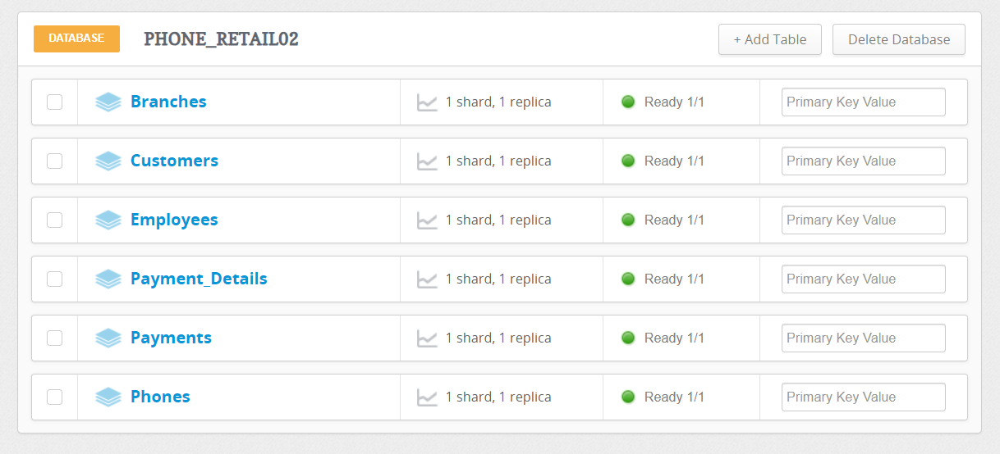 DATABASE PHONE_RETAIL02 + Add Table Delete Database
Branches 1 shard, 1 replica Ready 1/1 Primary Key Value
Customers 1 shard, 1 replica Ready 1/1 Primary Key Value
Employees 1 shard, 1 replica Ready 1/1 Primary Key Value
Payment_Details 1 shard, 1 replica Ready 1/1 Primary Key Value
Payments 1 shard, 1 replica Ready 1/1 Primary Key Value
Phones 1 shard, 1 replica Ready 1/1 Primary Key Value